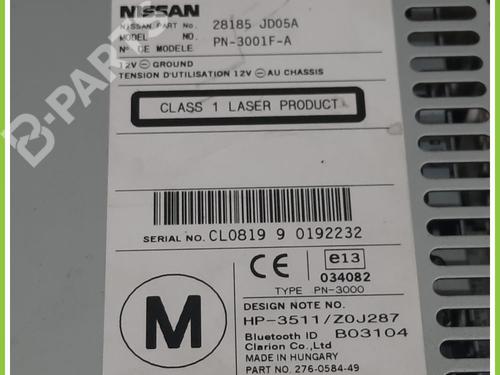 NISSAN
NISSAN PART No. 28185 JD05A
MODEL NO. PN-3001F-A
N° DE MODELE
12V ⊖ GROUND
TENSION D'UTILISATION 12V ⊖ AU CHASSIS
CLASS 1 LASER PRODUCT
SERIAL NO. CL0819 9 0192232
CE e13
034082
TYPE PN-3000
M
DESIGN NOTE NO.
HP-3511/Z0J287
Bluetooth ID B03104
Clarion Co.,Ltd
MADE IN HUNGARY
PART NO. 276-0584-49
B-PARTS